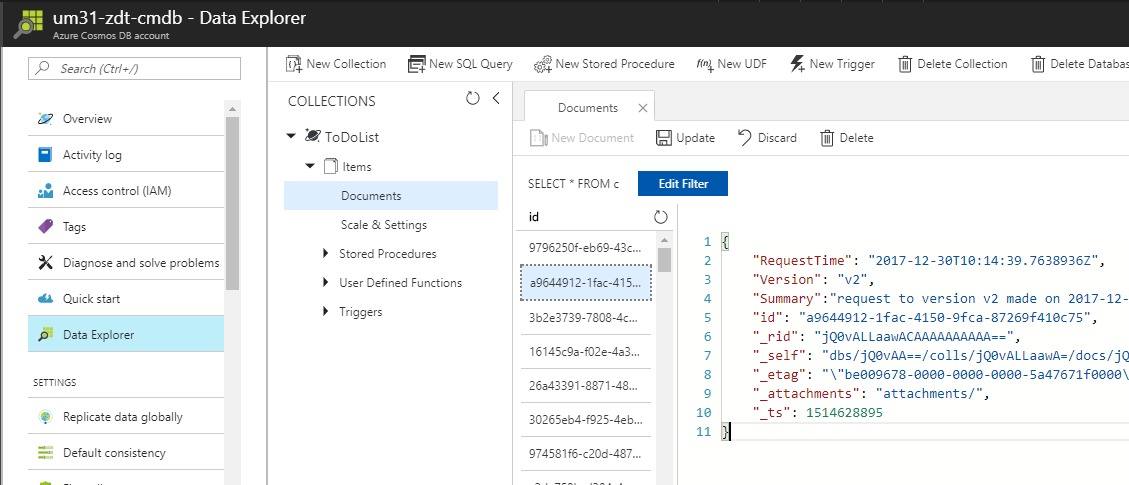 um31-zdt-cmdb - Data Explorer
Azure Cosmos DB account
Search (Ctrl+/)
Overview
Activity log
Access control (IAM)
Tags
Diagnose and solve problems
Quick start
Data Explorer
SETTINGS
Replicate data globally
Default consistency
New Collection
New SQL Query
New Stored Procedure
New UDF
New Trigger
Delete Collection
Delete Databas
COLLECTIONS
ToDoList
Items
Documents
Scale & Settings
Stored Procedures
User Defined Functions
Triggers
Documents
New Document
Update
Discard
Delete
SELECT * FROM c
Edit Filter
id
9796250f-eb69-43c...
a9644912-1fac-415...
3b2e3739-7808-4c...
16145c9a-f02e-4a3...
26a43391-8871-48...
30265eb4-f925-4eb...
974581f6-c20d-487...
1 {
2 "RequestTime": "2017-12-30T10:14:39.7638936Z",
3 "Version": "v2",
4 "Summary":"request to version v2 made on 2017-12-
5 "id": "a9644912-1fac-4150-9fca-87269f410c75",
6 "_rid": "jQ0vALLaawACAAAAAAAAAA==",
7 "_self": "dbs/jQ0vAA==/colls/jQ0vALLaawA=/docs/jQ
8 "_etag": "\"be009678-0000-0000-0000-5a47671f0000\
9 "_attachments": "attachments/",
10 "_ts": 1514628895
11 }